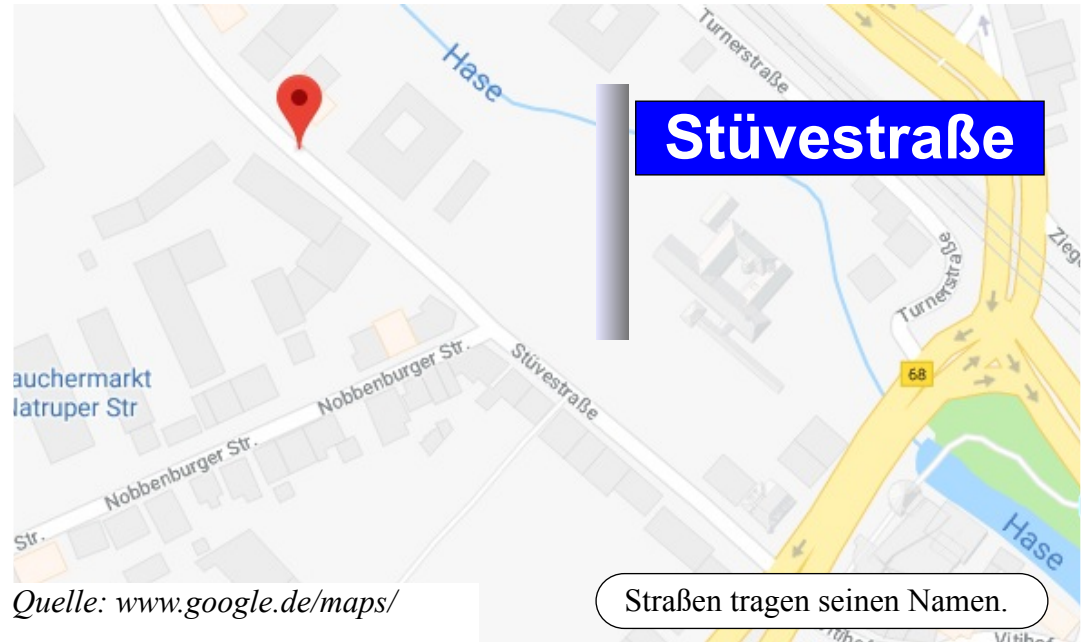 Turnerstraße
Hase
Stüvestraße
Turnerstraße
Zieg
Stüvestraße
Nobbenburger Str.
68
auchermarkt
latruper Str
Nobbenburger Str.
Str.
Hase
Quelle: www.google.de/maps/
Straßen tragen seinen Namen.